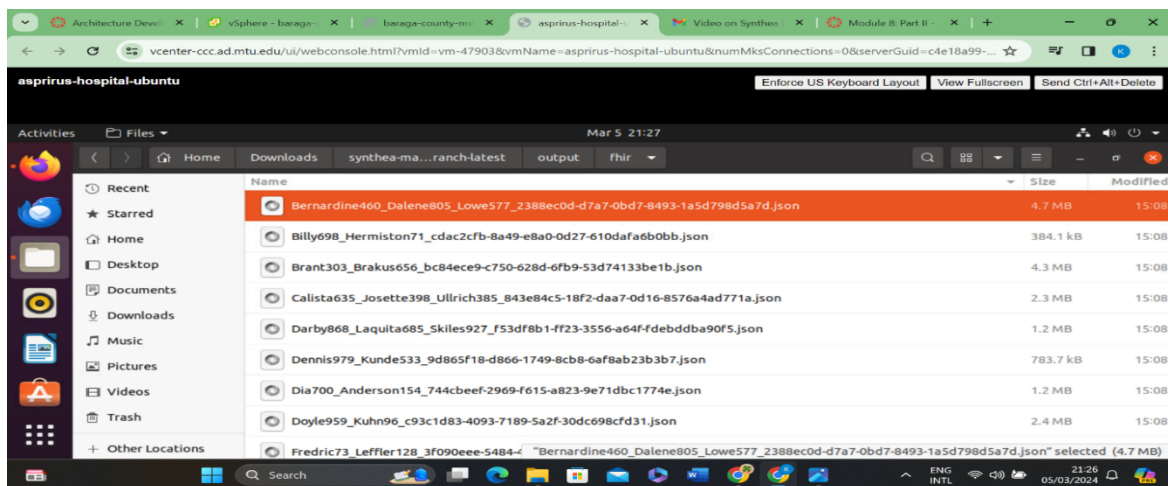 Architecture Devel
vSphere - baraga-c
baraga-county-me
asprirus-hospital-u
Video on Synthea
Module 8: Part II -
vcenter-ccc.ad.mtu.edu/ui/webconsole.html?vmId=vm-47903&vmName=asprirus-hospital-ubuntu&numMksConnections=0&serverGuid=c4e18a99-...
K
asprirus-hospital-ubuntu
Enforce US Keyboard Layout
View Fullscreen
Send Ctrl+Alt+Delete
Activities
Files
Mar 5 21:27
Home
Downloads
synthea-ma...ranch-latest
output
fhir
Recent
Starred
Home
Desktop
Documents
Downloads
Music
Pictures
Videos
Trash
+ Other Locations
Name
Size
Modified
Bernardine460_Dalene805_Lowe577_2388ec0d-d7a7-0bd7-8493-1a5d798d5a7d.json
4.7 MB
15:08
Billy698_Hermiston71_cdac2cfb-8a49-e8a0-0d27-610dafa6b0bb.json
384.1 kB
15:08
Brant303_Brakus656_bc84ece9-c750-628d-6fb9-53d74133be1b.json
4.3 MB
15:08
Calista635_Josette398_Ullrich385_843e84c5-18f2-daa7-0d16-8576a4ad771a.json
2.3 MB
15:08
Darby868_Laquita685_Skiles927_f53df8b1-ff23-3556-a64f-fdebddba90f5.json
1.2 MB
15:08
Dennis979_Kunde533_9d865f18-d866-1749-8cb8-6af8ab23b3b7.json
783.7 kB
15:08
Dia700_Anderson154_744cbeef-2969-f615-a823-9e71dbc1774e.json
1.2 MB
15:08
Doyle959_Kuhn96_c93c1d83-4093-7189-5a2f-30dc698cfd31.json
2.4 MB
15:08
Fredric73_Leffler128_3f090eee-5484-4
"Bernardine460_Dalene805_Lowe577_2388ec0d-d7a7-0bd7-8493-1a5d798d5a7d.json" selected (4.7 MB)
Search
ENG
INTL
21:26
05/03/2024